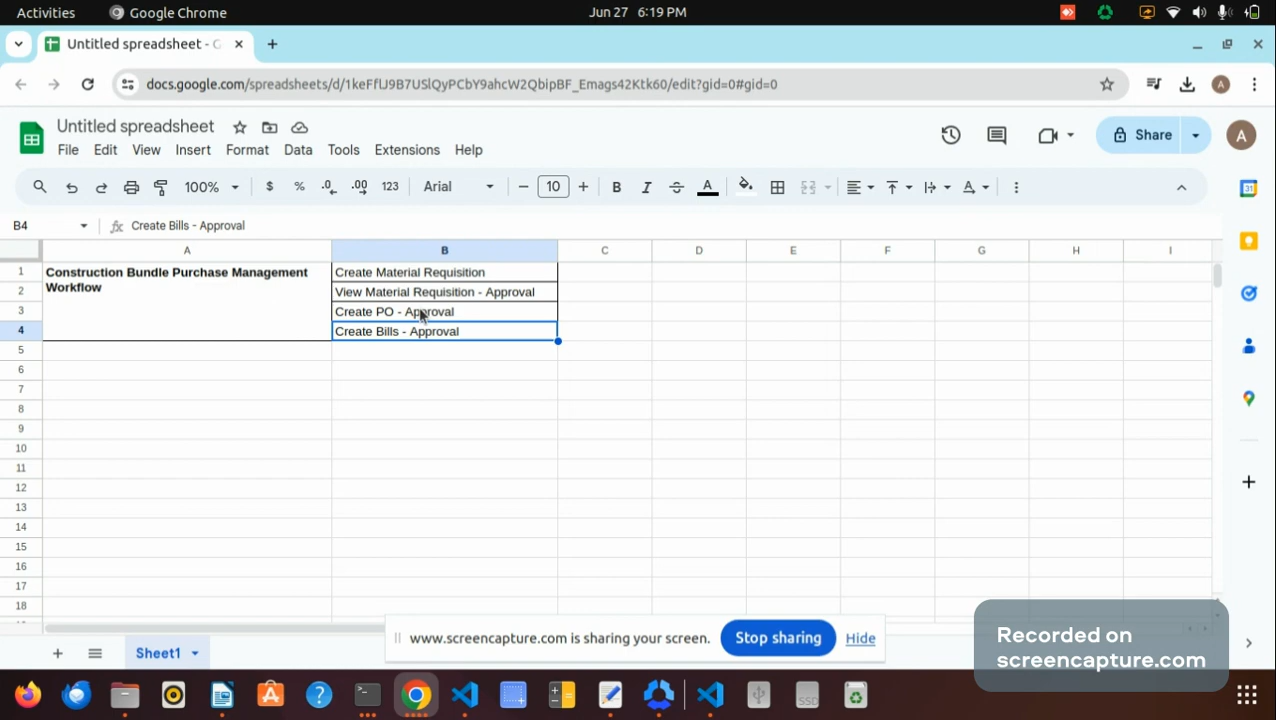 Activities
Google Chrome
Jun 27 6:19 PM
Untitled spreadsheet - G
docs.google.com/spreadsheets/d/1keFfU9B7USlQyPCbY9ahcW2QbipBF_Emags42Ktk60/edit?gid=0#gid=0
A
Untitled spreadsheet
File Edit View Insert Format Data Tools Extensions Help
Share
A
100% $ % .0 .00 123 Arial 10 B I S A
31
B4
fx Create Bills - Approval
A B C D E F G H I
1 Construction Bundle Purchase Management Create Material Requisition
Workflow
2 View Material Requisition - Approval
3 Create PO - Approval
4 Create Bills - Approval
5
6
7
8
9
10
11
12
13
14
15
16
17
18
www.screencapture.com is sharing your screen. Stop sharing Hide
Recorded on
screencapture.com
Sheet1
SSD